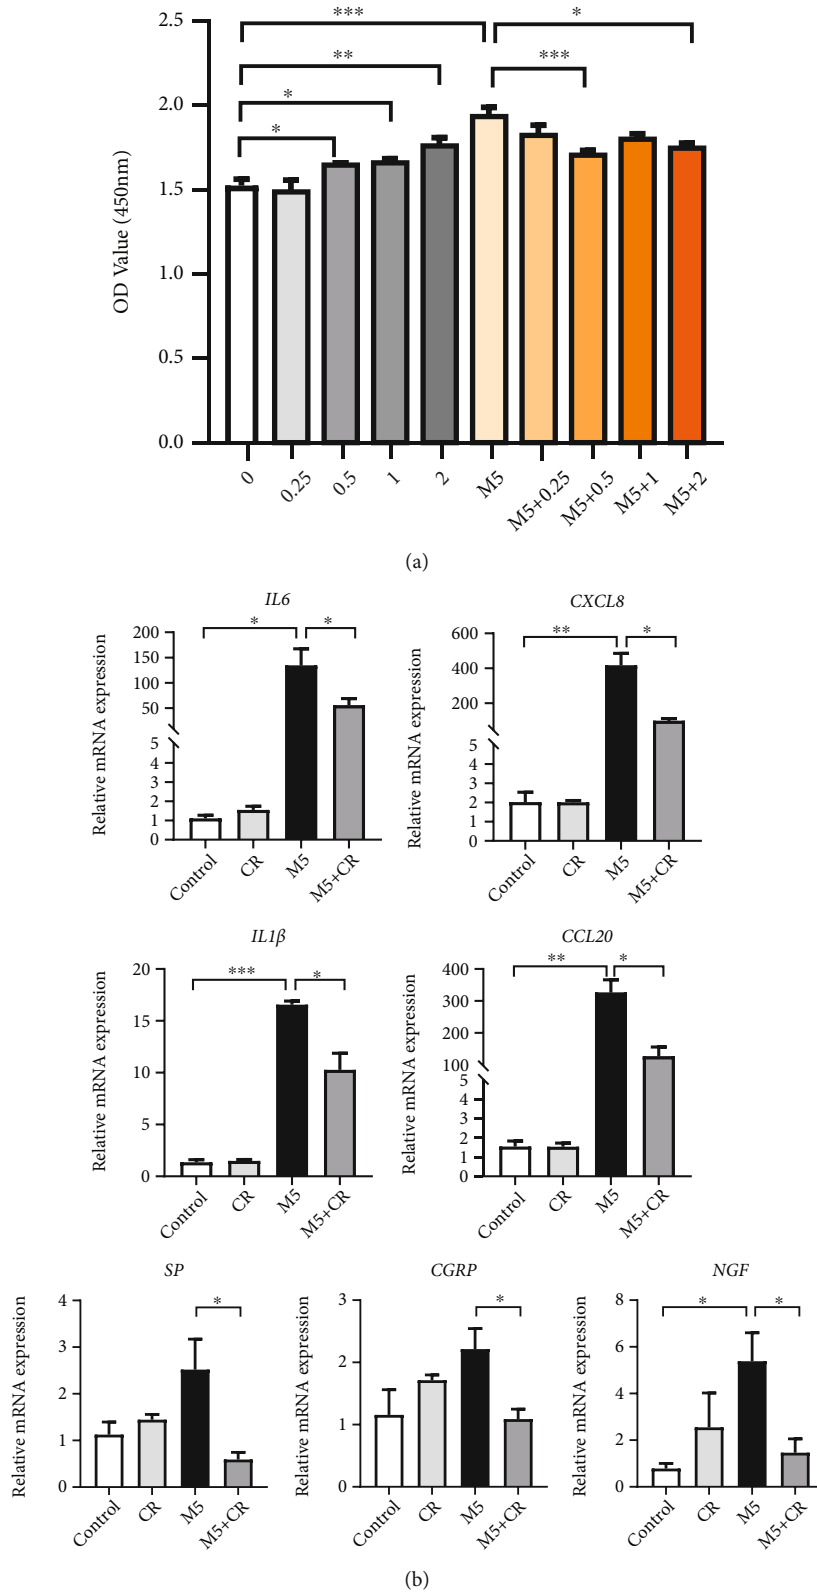 2.5
2.0
1.5
1.0
0.5
0.0
OD Value (450nm)
***
*
**
***
*
*
0
0.25
0.5
1
2
M5
M5+0.25
M5+0.5
M5+1
M5+2
(a)
IL6
Relative mRNA expression
200
150
100
50
5
4
3
2
1
0
*
*
Control
CR
M5
M5+CR
CXCL8
Relative mRNA expression
600
400
200
5
4
3
2
1
0
**
*
Control
CR
M5
M5+CR
IL1β
Relative mRNA expression
20
15
10
5
0
***
*
Control
CR
M5
M5+CR
CCL20
Relative mRNA expression
400
300
200
100
5
4
3
2
1
0
**
*
Control
CR
M5
M5+CR
SP
Relative mRNA expression
4
3
2
1
0
*
Control
CR
M5
M5+CR
CGRP
Relative mRNA expression
3
2
1
0
*
Control
CR
M5
M5+CR
NGF
Relative mRNA expression
8
6
4
2
0
*
*
Control
CR
M5
M5+CR
(b)